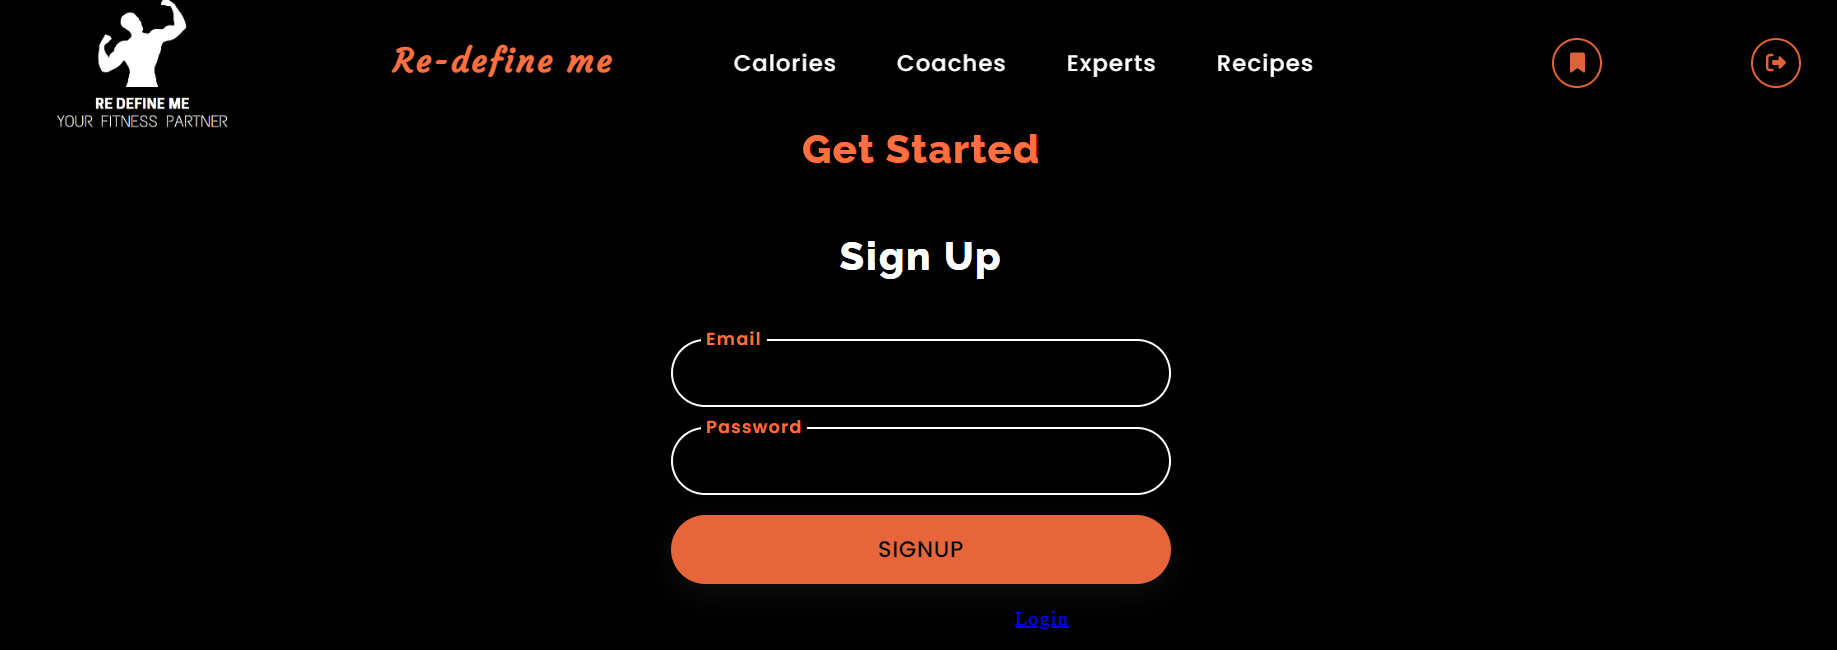 RE DEFINE ME
YOUR FITNESS PARTNER
Re-define me
Calories Coaches Experts Recipes
Get Started
Sign Up
Email
Password
SIGNUP
Login